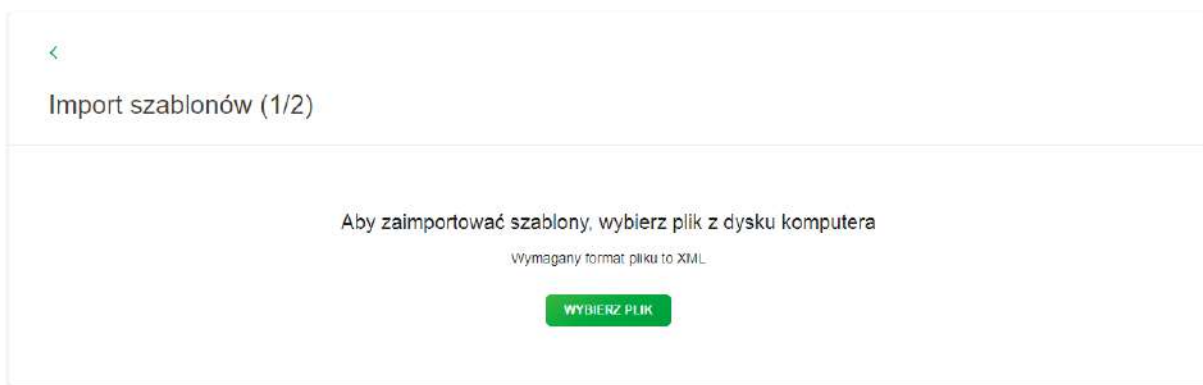 Import szablonów (1/2)
Aby zaimportować szablony, wybierz plik z dysku komputera
Wymagany format pliku to XML
WYBIERZ PLIK